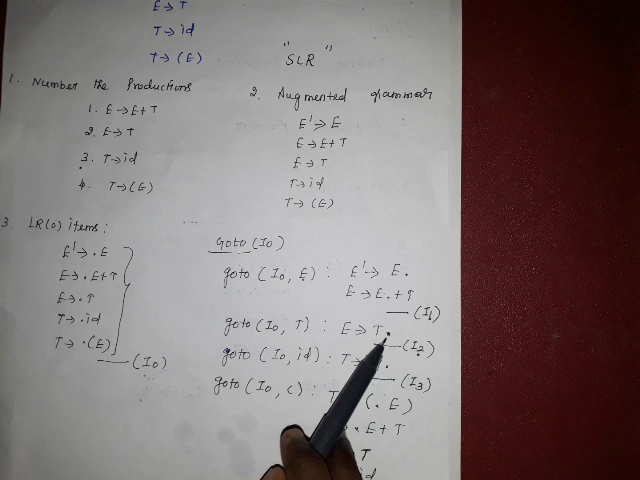 E → T
T → id
T → (E)
"SLR"
1. Number the Productions
1. E → E + T
2. E → T
3. T → id
4. T → (E)
2. Augmented grammar
E' → E
E → E + T
E → T
T → id
T → (E)
3 LR(0) items:
E' → .E
E → .E + T
E → .T
T → .id
T → .(E)
(I0)
Goto (I0)
goto (I0, E) : E' → E.
E → E. + T
(I1)
goto (I0, T) : E → T.
(I2)
goto (I0, id) : T → .
(I3)
goto (I0, ( ) : T (. E)
. E + T
T
id